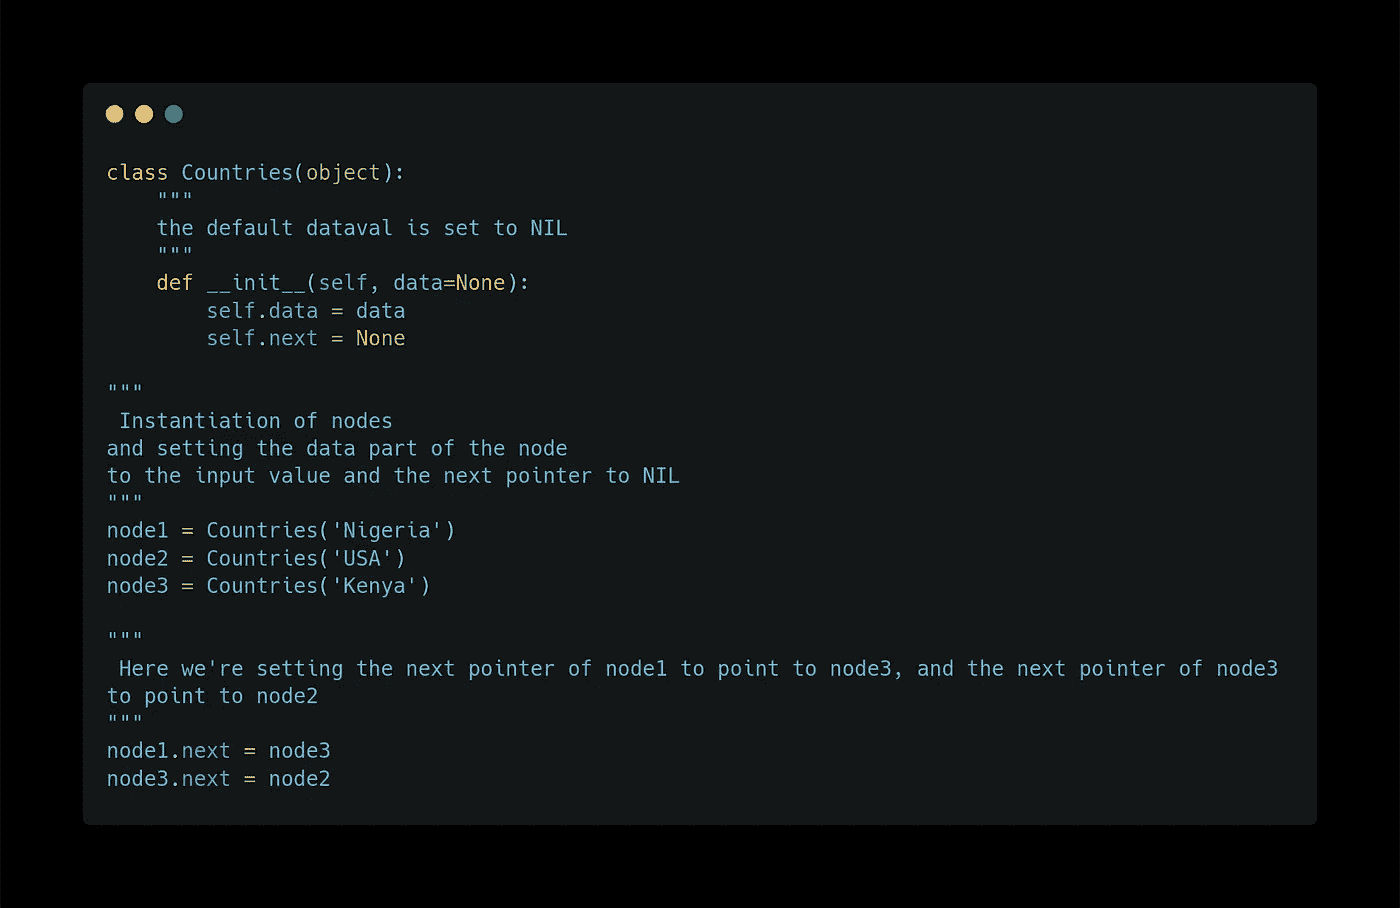 class Countries(object):
    """
    the default dataval is set to NIL
    """
    def __init__(self, data=None):
        self.data = data
        self.next = None

"""
 Instantiation of nodes
and setting the data part of the node
to the input value and the next pointer to NIL
"""
node1 = Countries('Nigeria')
node2 = Countries('USA')
node3 = Countries('Kenya')

"""
 Here we're setting the next pointer of node1 to point to node3, and the next pointer of node3
to point to node2
"""
node1.next = node3
node3.next = node2